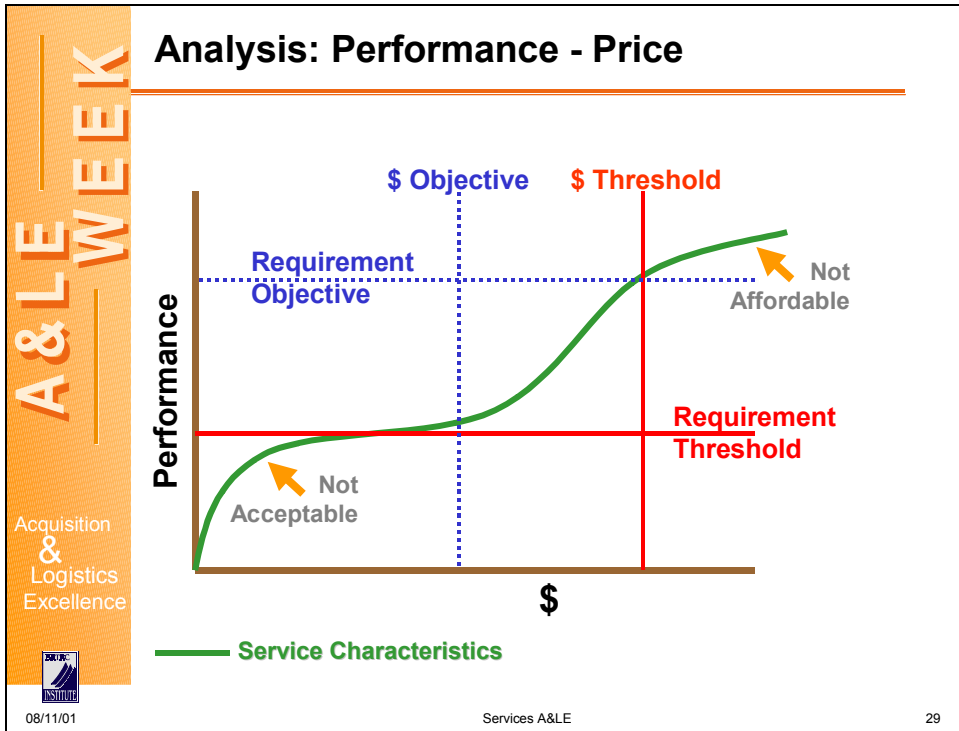 Analysis: Performance - Price
A&LE
WEEK
$ Objective
$ Threshold
Requirement
Objective
Not
Affordable
Performance
Requirement
Threshold
Not
Acceptable
$
Service Characteristics
Acquisition
&
Logistics
Excellence
INSTITUTE
08/11/01
Services A&LE
29